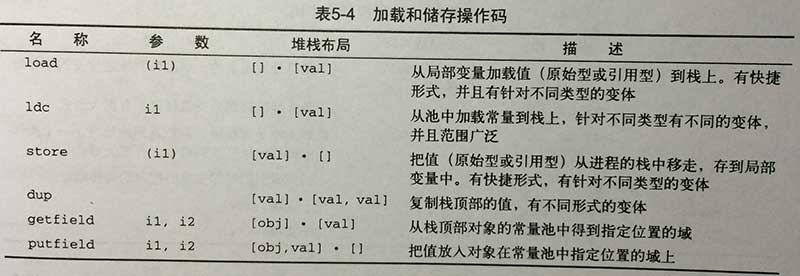 表5-4 加载和储存操作码
名 称 参 数 堆栈布局 描 述
load (i1) [] • [val] 从局部变量加载值（原始型或引用型）到栈上。有快捷
形式，并且有针对不同类型的变体
ldc i1 [] • [val] 从池中加载常量到栈上，针对不同类型有不同的变体，
并且范围广泛
store (i1) [val] • [] 把值（原始型或引用型）从进程的栈中移走，存到局部
变量中。有快捷形式，有针对不同类型的变体
dup [val] • [val, val] 复制栈顶部的值，有不同形式的变体
getfield i1, i2 [obj] • [val] 从栈顶部对象的常量池中得到指定位置的域
putfield i1, i2 [obj,val] • [] 把值放入对象在常量池中指定位置的域上